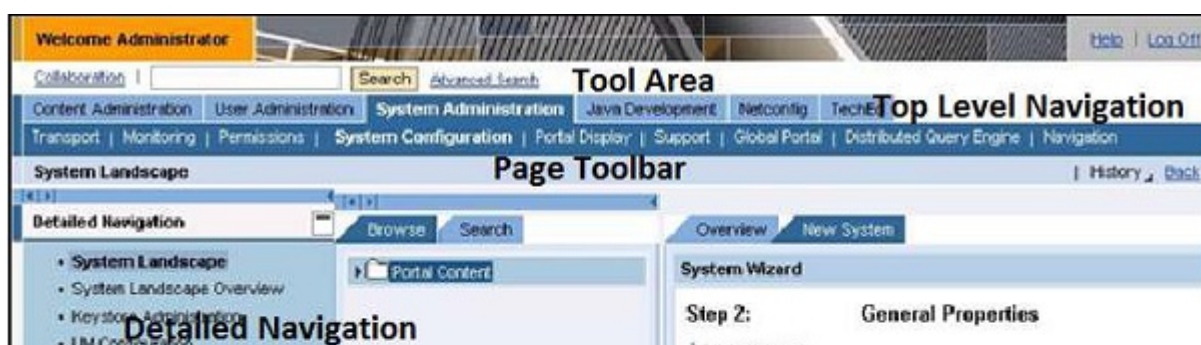 Welcome Administrator
Help | Log Off
Collaboration |
Search
Advanced Search
Tool Area
Content Administration
User Administration
System Administration
Java Development
Netconfig
TechEd
Top Level Navigation
Transport | Monitoring | Permissions | System Configuration | Portal Display | Support | Global Portal | Distributed Query Engine | Navigation
System Landscape
Page Toolbar
| History
Back
Detailed Navigation
Browse
Search
Overview
New System
• System Landscape
• System Landscape Overview
• Keystore Administration
Portal Content
System Wizard
Step 2:
General Properties
Detailed Navigation